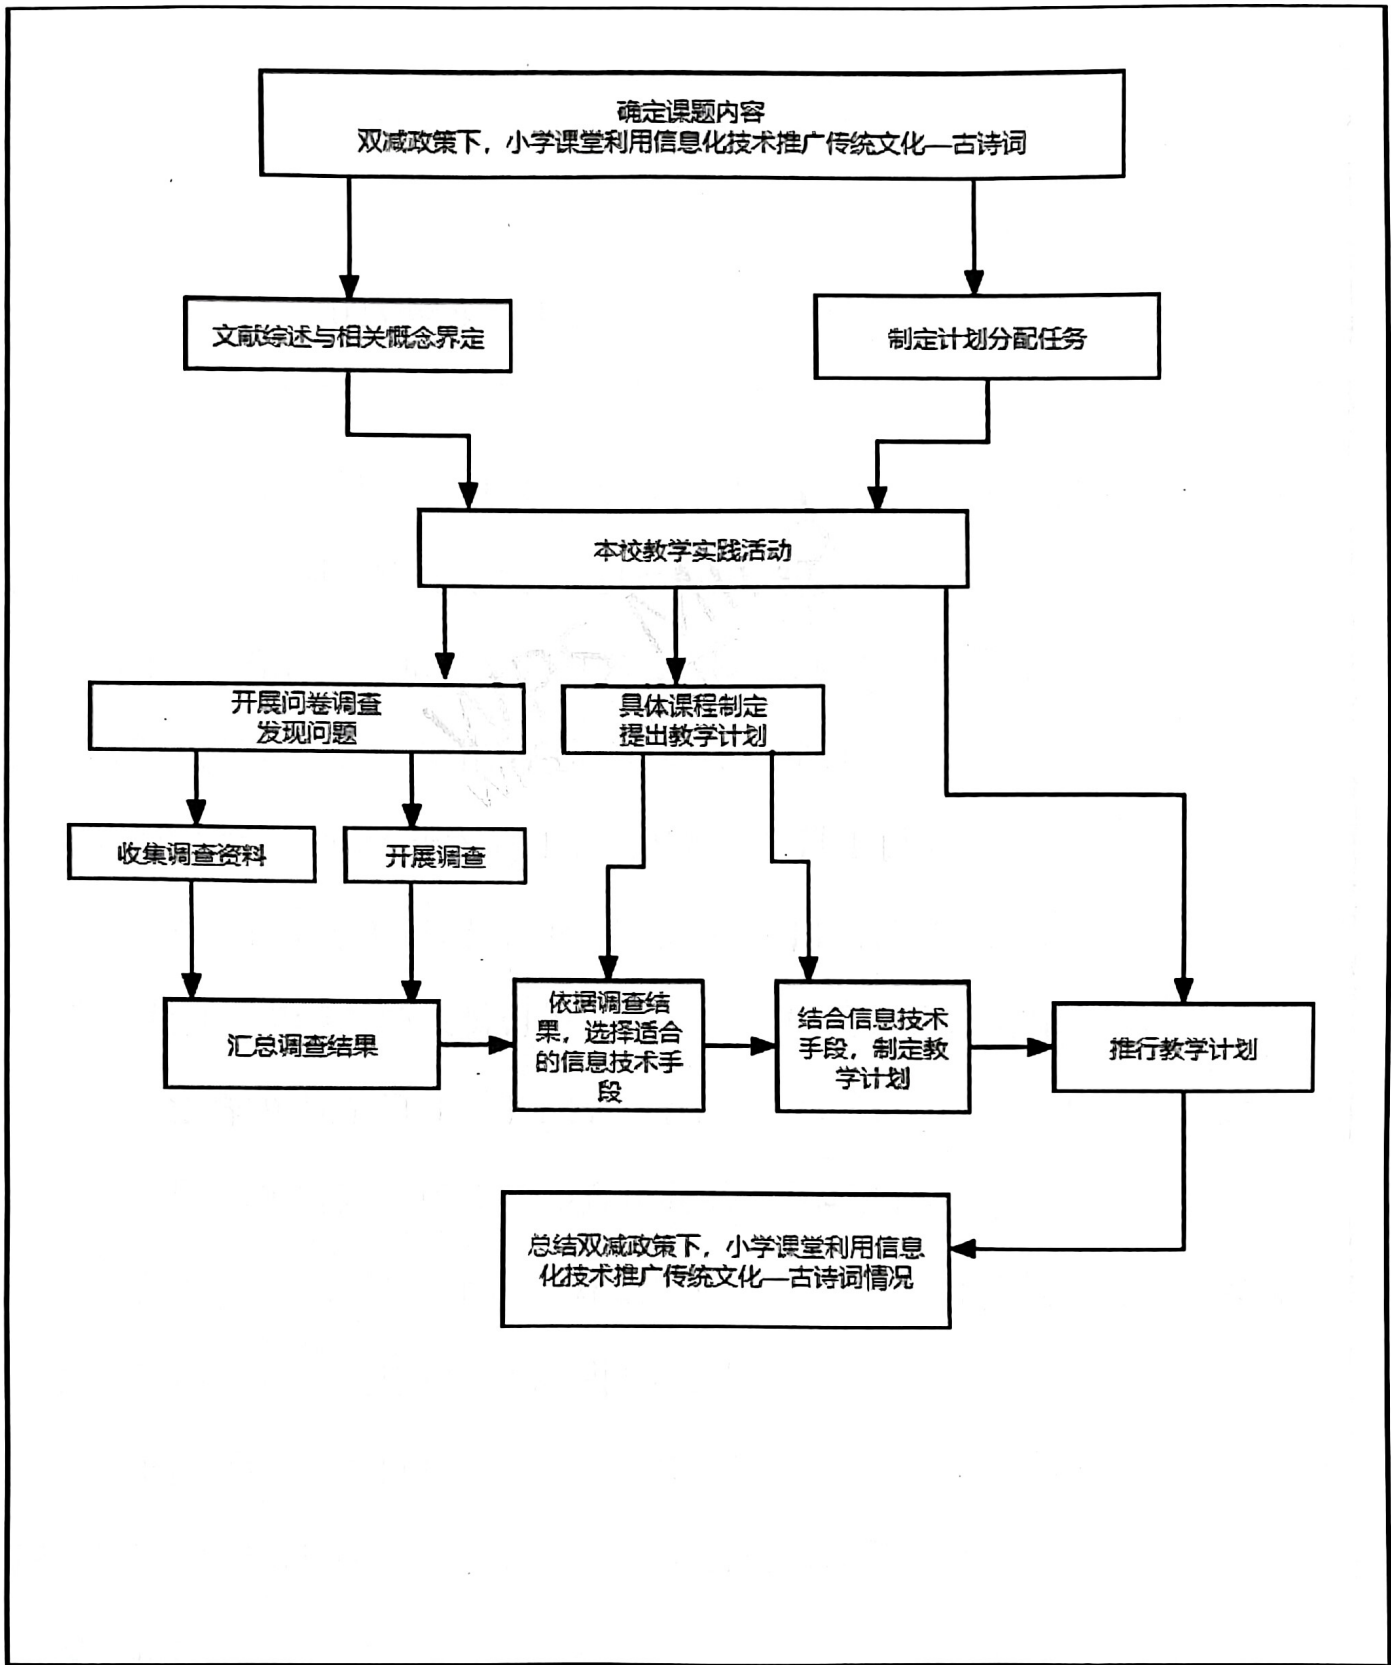 确定课题内容
双减政策下，小学课堂利用信息化技术推广传统文化—古诗词
文献综述与相关慨念界定
制定计划分配任务
本校教学实践活动
开展问卷调查
发现问题
具体课程制定
提出教学计划
收集调查资料
开展调查
汇总调查结果
依据调查结
果，选择适合
的信息技术手
段
结合信息技术
手段，制定教
学计划
推行教学计划
总结双减政策下，小学课堂利用信息
化技术推广传统文化—古诗词情况